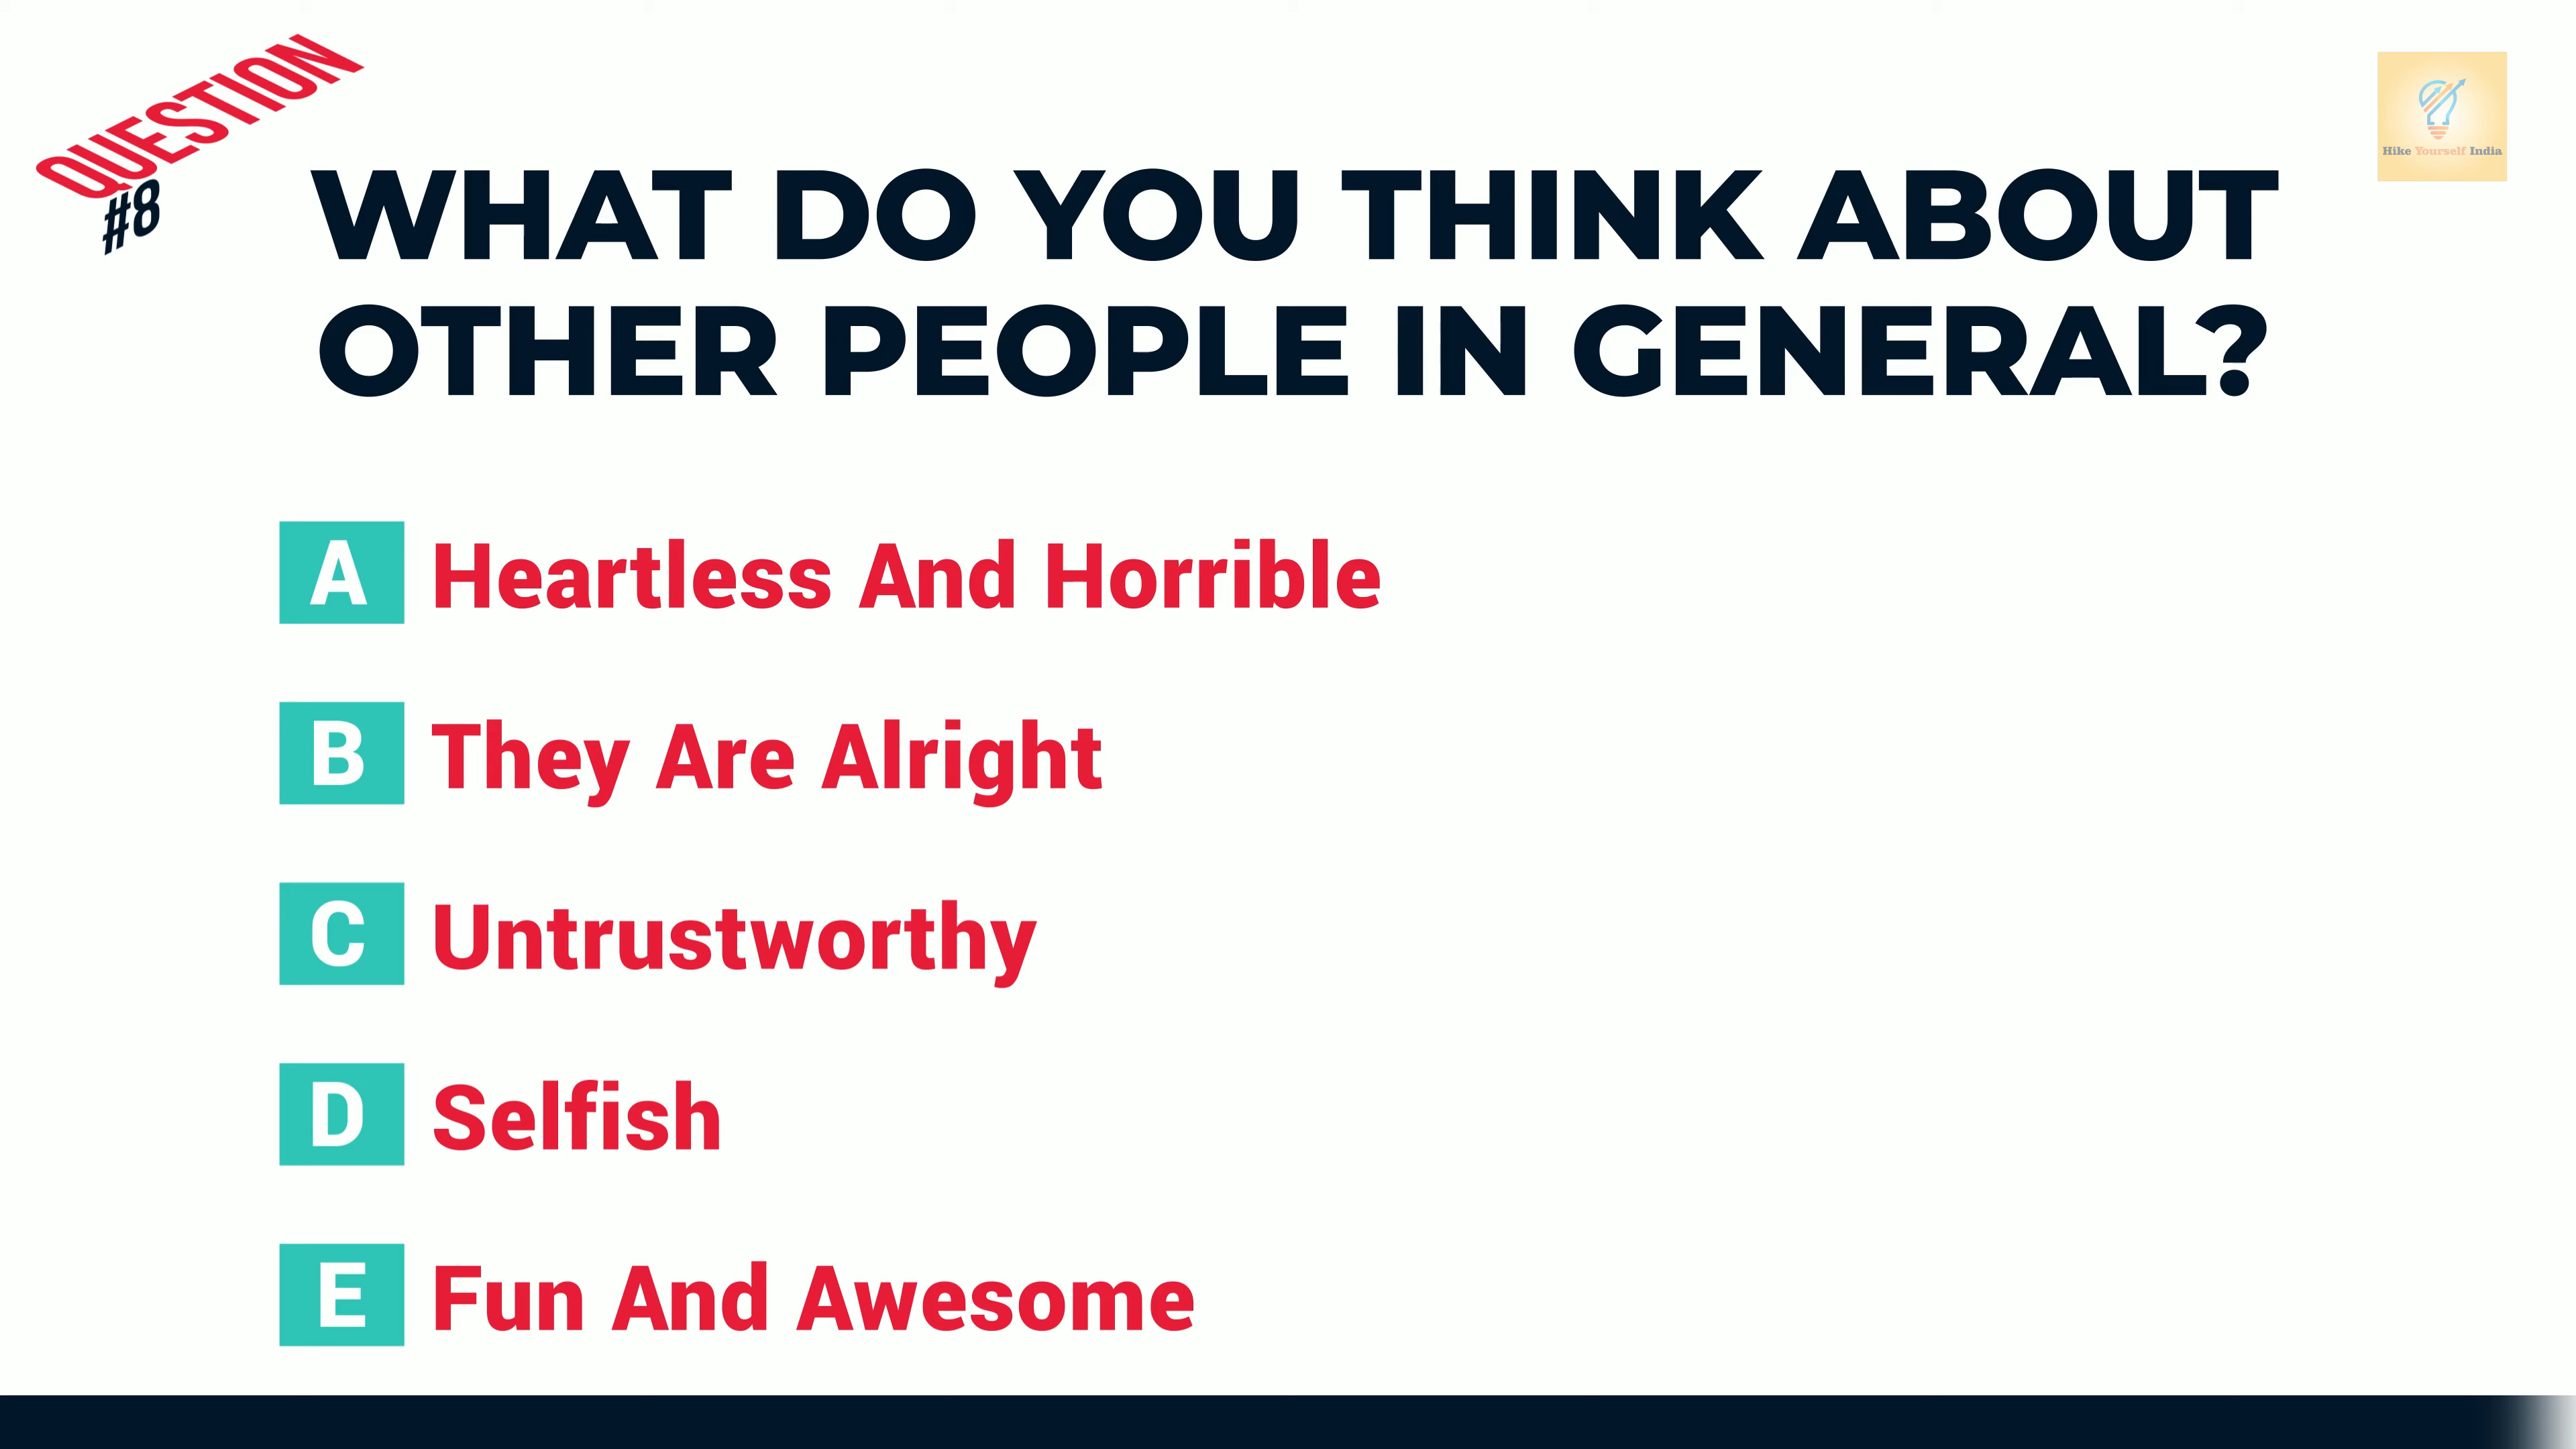 QUESTION
#8
Hike Yourself India
WHAT DO YOU THINK ABOUT
OTHER PEOPLE IN GENERAL?
A Heartless And Horrible
B They Are Alright
C Untrustworthy
D Selfish
E Fun And Awesome